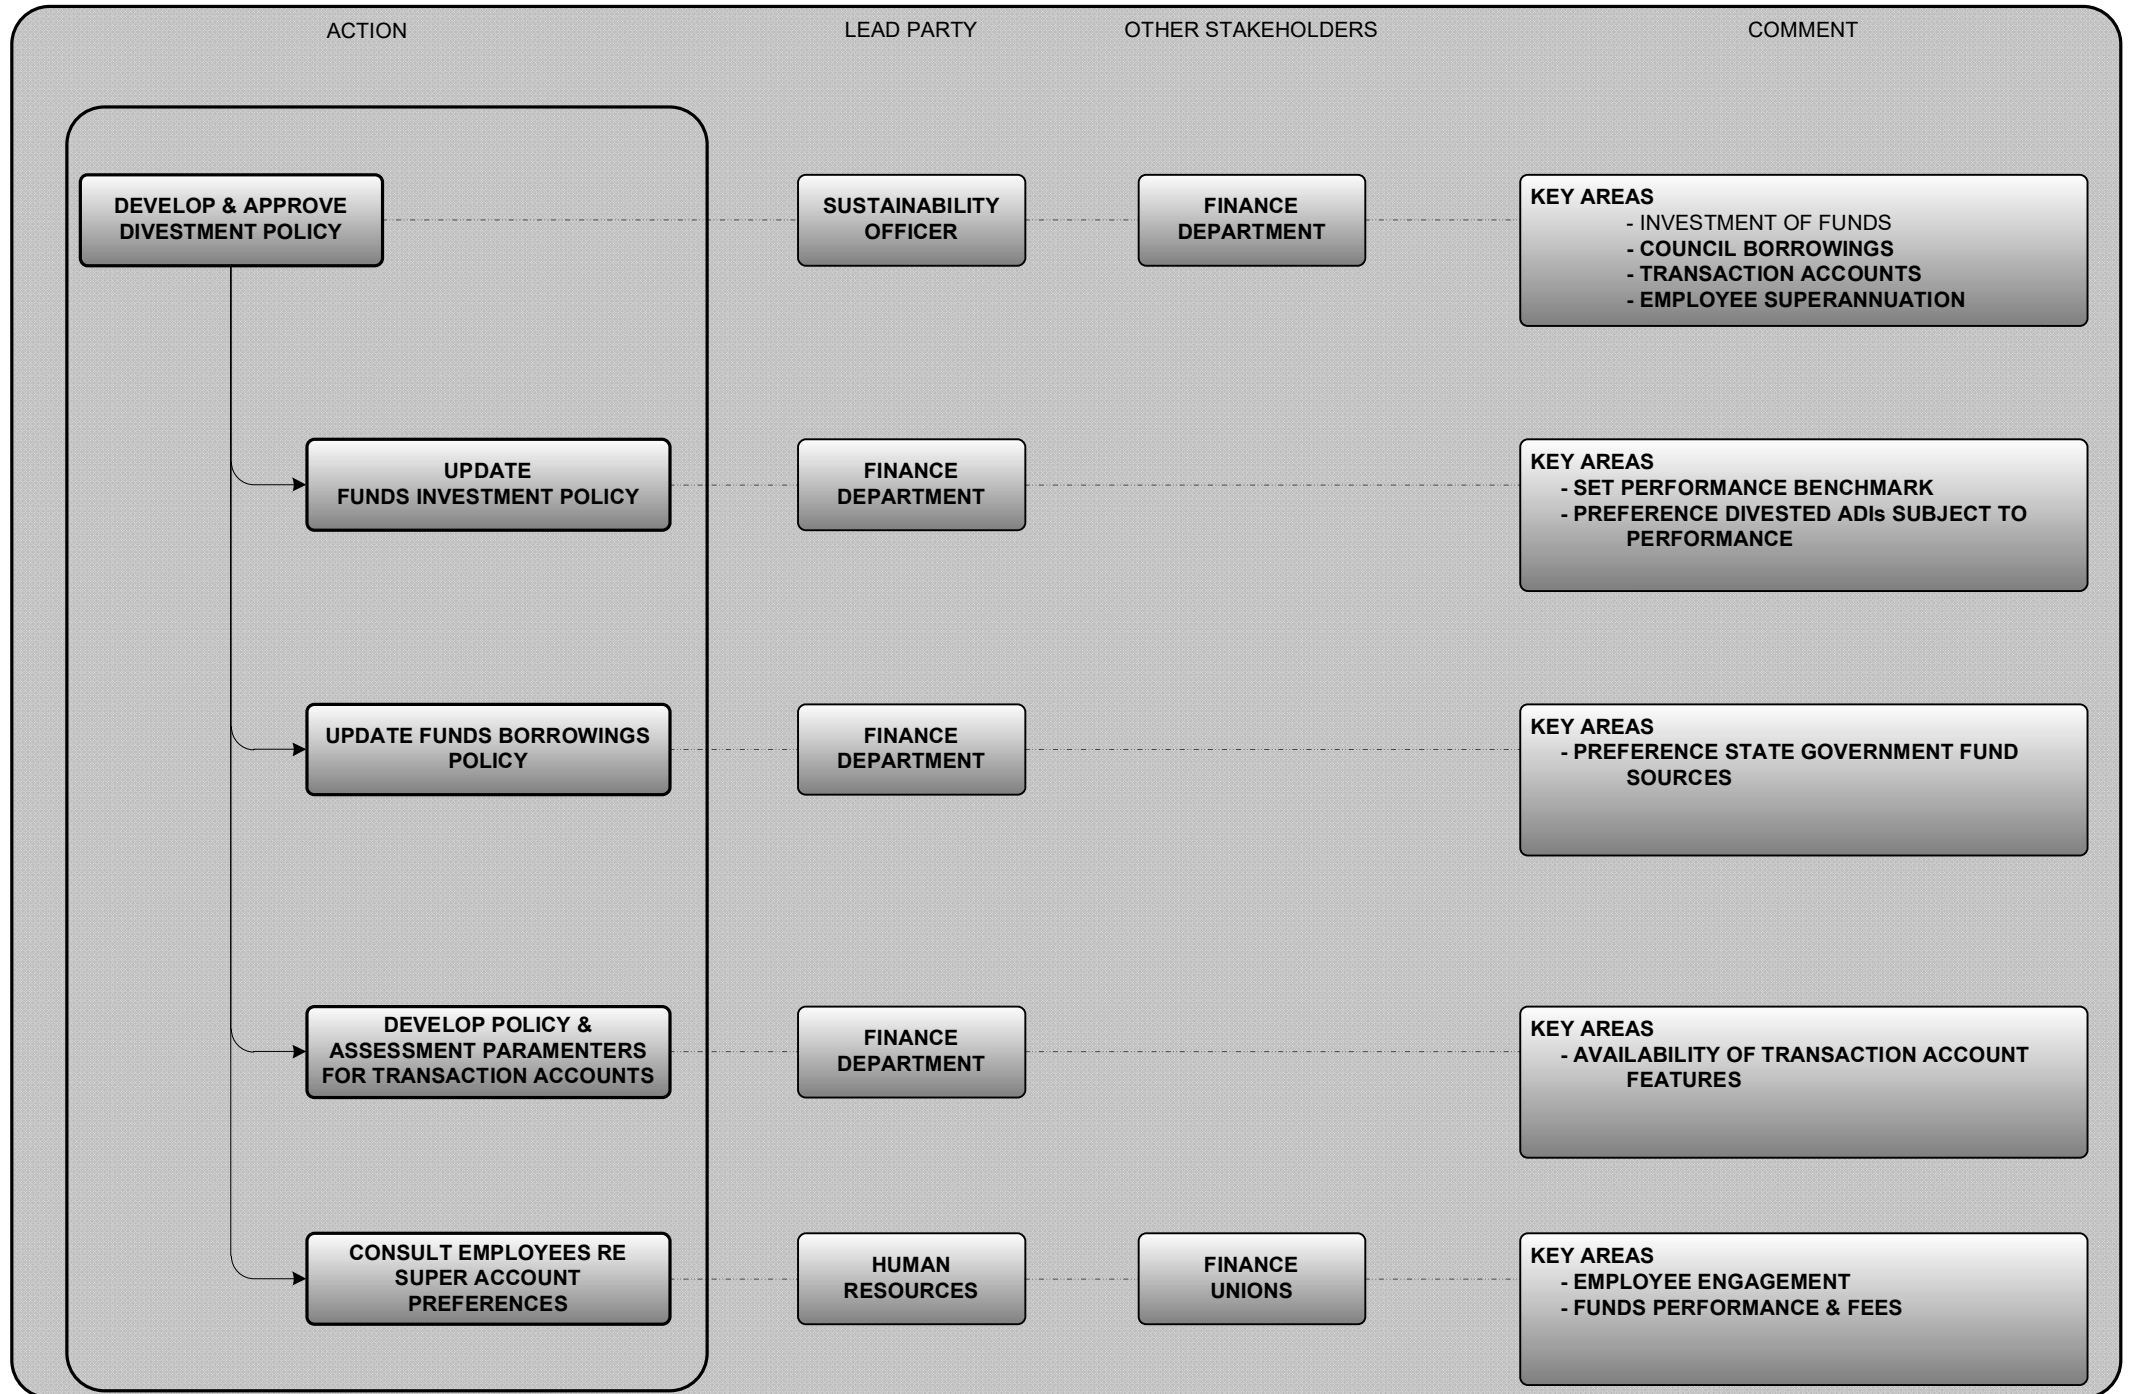 ACTION
LEAD PARTY
OTHER STAKEHOLDERS
COMMENT
DEVELOP & APPROVE
DIVESTMENT POLICY
SUSTAINABILITY
OFFICER
FINANCE
DEPARTMENT
KEY AREAS
- INVESTMENT OF FUNDS
- COUNCIL BORROWINGS
- TRANSACTION ACCOUNTS
- EMPLOYEE SUPERANNUATION
UPDATE
FUNDS INVESTMENT POLICY
FINANCE
DEPARTMENT
KEY AREAS
- SET PERFORMANCE BENCHMARK
- PREFERENCE DIVESTED ADIs SUBJECT TO
PERFORMANCE
UPDATE FUNDS BORROWINGS
POLICY
FINANCE
DEPARTMENT
KEY AREAS
- PREFERENCE STATE GOVERNMENT FUND
SOURCES
DEVELOP POLICY &
ASSESSMENT PARAMENTERS
FOR TRANSACTION ACCOUNTS
FINANCE
DEPARTMENT
KEY AREAS
- AVAILABILITY OF TRANSACTION ACCOUNT
FEATURES
CONSULT EMPLOYEES RE
SUPER ACCOUNT
PREFERENCES
HUMAN
RESOURCES
FINANCE
UNIONS
KEY AREAS
- EMPLOYEE ENGAGEMENT
- FUNDS PERFORMANCE & FEES